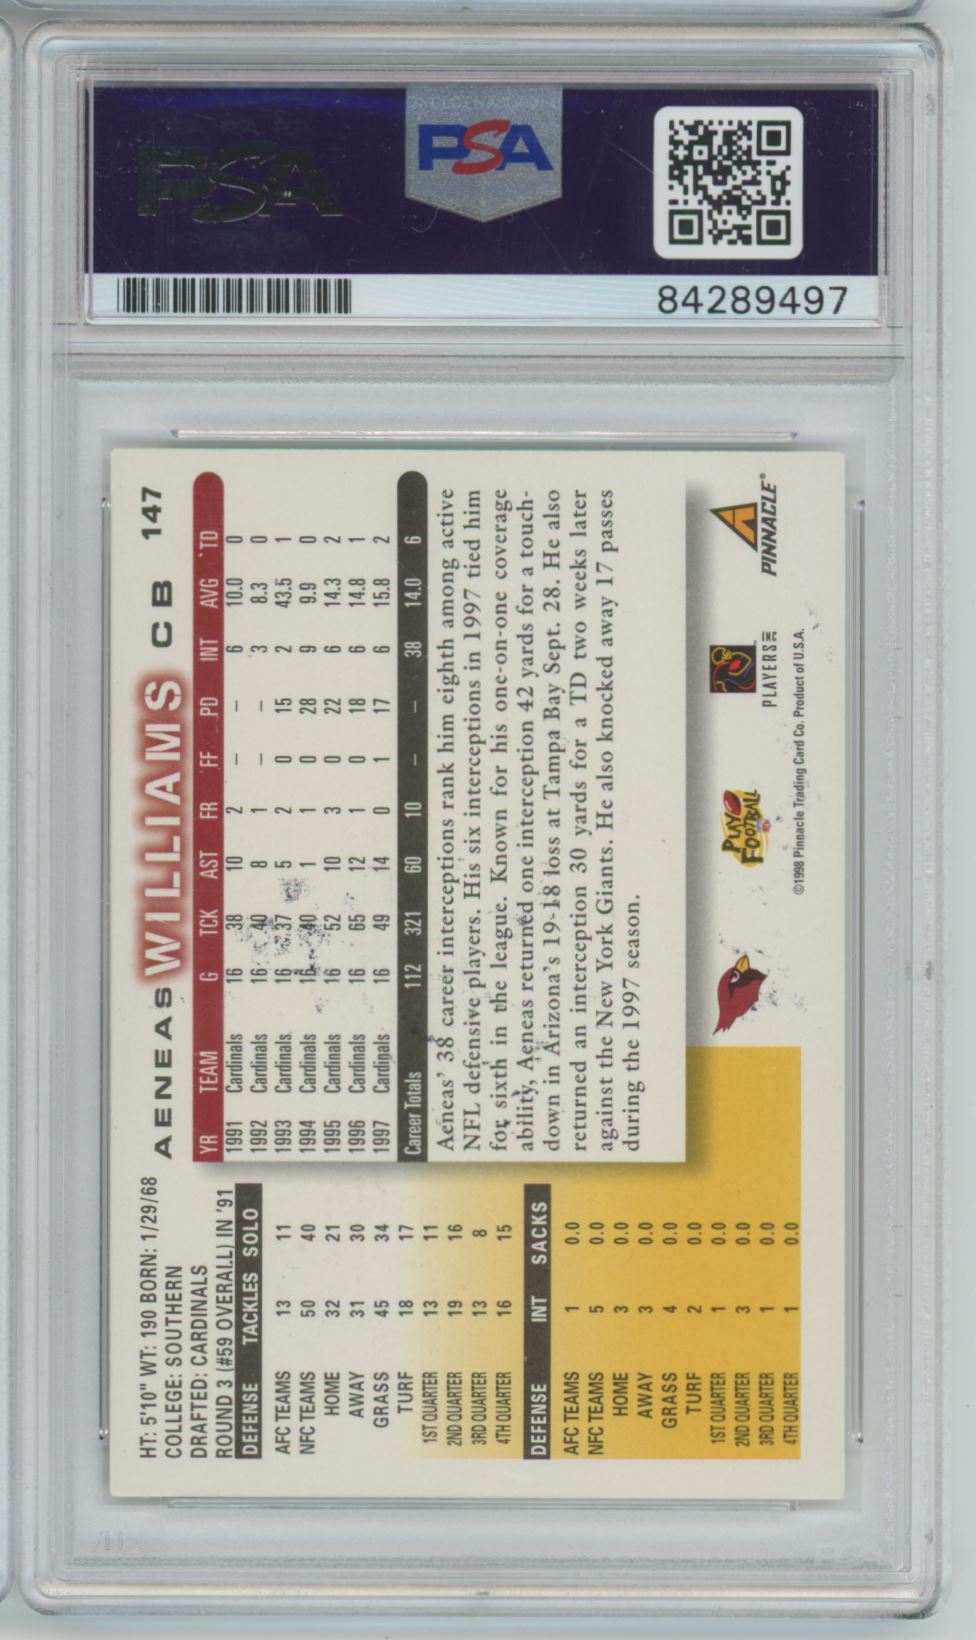 PSA
PSA
84289497
HT: 5'10" WT: 190 BORN: 1/29/68
COLLEGE: SOUTHERN
DRAFTED: CARDINALS
ROUND 3 (#59 OVERALL) IN '91
DEFENSE TACKLES SOLO
AFC TEAMS 13 11
NFC TEAMS 50 40
HOME 32 21
AWAY 31 30
GRASS 45 34
TURF 18 17
1ST QUARTER 13 11
2ND QUARTER 19 16
3RD QUARTER 13 8
4TH QUARTER 16 15
DEFENSE INT SACKS
AFC TEAMS 1 0.0
NFC TEAMS 5 0.0
HOME 3 0.0
AWAY 3 0.0
GRASS 4 0.0
TURF 2 0.0
1ST QUARTER 1 0.0
2ND QUARTER 3 0.0
3RD QUARTER 1 0.0
4TH QUARTER 1 0.0
AENEAS WILLIAMS CB 147
YR TEAM G TCK AST FR FF PD INT AVG TD
1991 Cardinals 16 38 10 2 – – 6 10.0 0
1992 Cardinals 16 40 8 1 – – 3 8.3 0
1993 Cardinals 16 37 5 2 0 15 2 43.5 1
1994 Cardinals 16 40 1 1 0 28 9 9.9 0
1995 Cardinals 16 52 10 3 0 22 6 14.3 2
1996 Cardinals 16 65 12 1 0 18 6 14.8 1
1997 Cardinals 16 49 14 0 1 17 6 15.8 2
Career Totals 112 321 60 10 – – 38 14.0 6
Aeneas' 38 career interceptions rank him eighth among active
NFL defensive players. His six interceptions in 1997 tied him
for sixth in the league. Known for his one-on-one coverage
ability, Aeneas returned one interception 42 yards for a touch-
down in Arizona's 19-18 loss at Tampa Bay Sept. 28. He also
returned an interception 30 yards for a TD two weeks later
against the New York Giants. He also knocked away 17 passes
during the 1997 season.
PLAY
FOOTBALL
PLAYERS INC
PINNACLE®
©1998 Pinnacle Trading Card Co. Product of U.S.A.